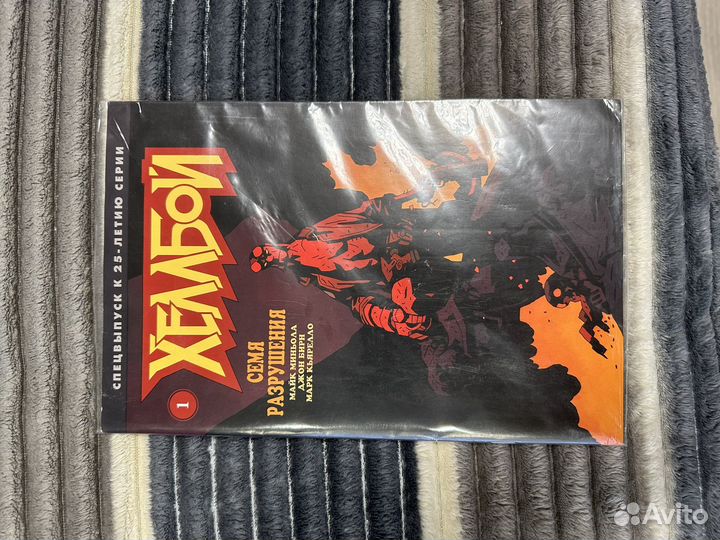 СПЕЦВЫПУСК К 25-ЛЕТИЮ СЕРИИ
ХЕЛЛБОЙ
1
СЕМЯ
РАЗРУШЕНИЯ
МАЙК МИНЬОЛА
ДЖОН БИРН
МАРК КЬЯРЕЛЛО
Avito